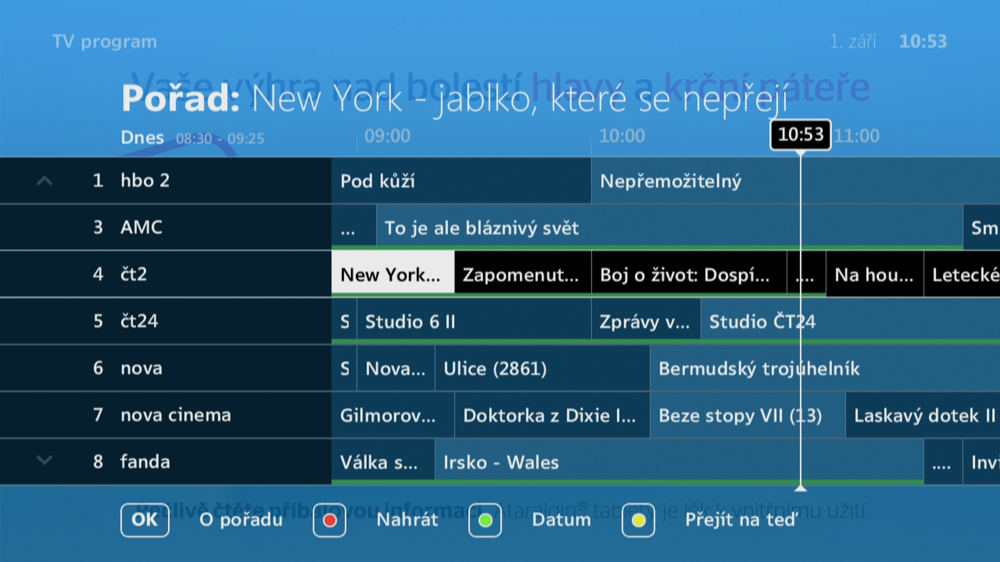 TV program 1. září 10:53
Vaše výhra nad bolestí hlavy a krční páteře
Pořad: New York - jablko, které se nepřejí
Dnes 08:30 - 09:25 09:00 10:00 10:53 11:00
1 hbo 2 Pod kůží Nepřemožitelný
3 AMC ... To je ale bláznivý svět Sm
4 čt2 New York... Zapomenut... Boj o život: Dospí... .... Na hou... Letecké
5 čt24 S Studio 6 II Zprávy v... Studio ČT24
6 nova S Nova... Ulice (2861) Bermudský trojúhelník
7 nova cinema Gilmorov... Doktorka z Dixie I... Beze stopy VII (13) Laskavý dotek II
8 fanda Válka s... Irsko - Wales .... Invi
Pečlivě čtěte příbalovou informaci. Ataralgin® tablety je lék k vnitřnímu užití.
OK O pořadu Nahrát Datum Přejít na teď